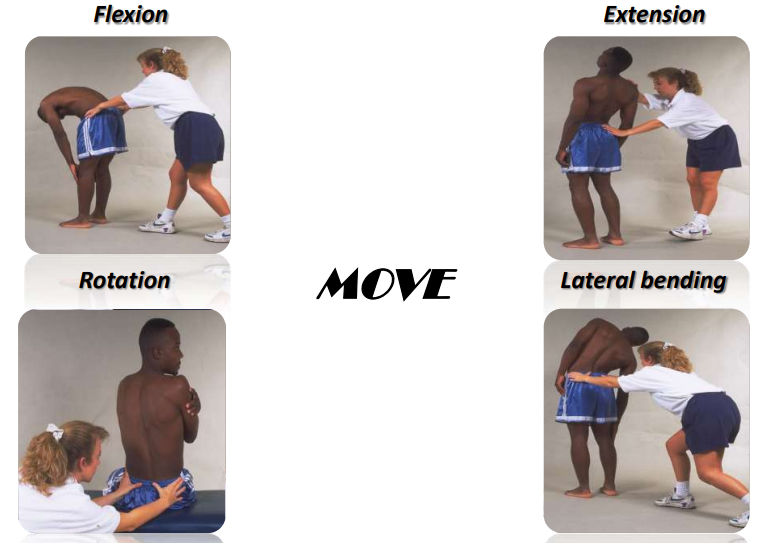 Flexion
Extension
Rotation
MOVE
Lateral bending